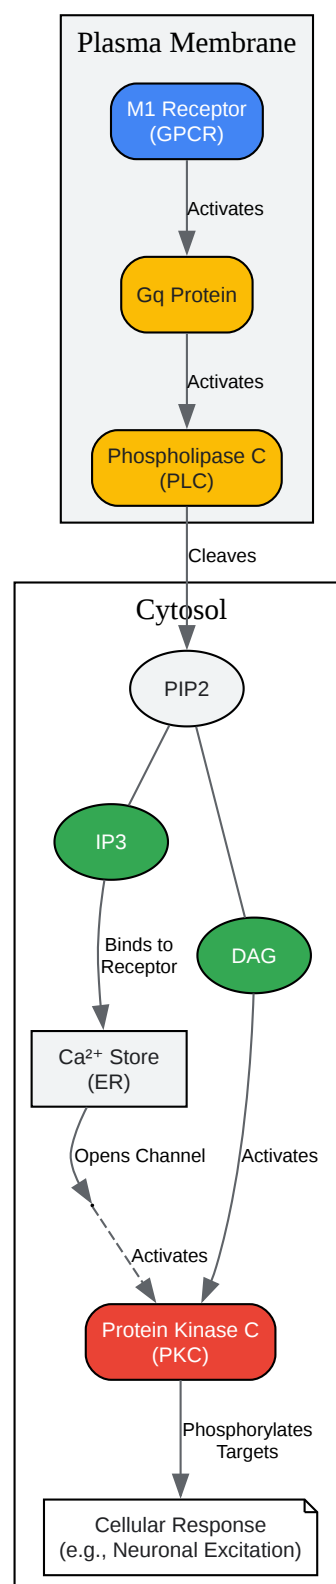 Plasma Membrane
M1 Receptor
(GPCR)
Activates
Gq Protein
Activates
Phospholipase C
(PLC)
Cleaves
Cytosol
PIP2
IP3
DAG
Binds to
Receptor
Ca²⁺ Store
(ER)
Opens Channel
Activates
Activates
Protein Kinase C
(PKC)
Phosphorylates
Targets
Cellular Response
(e.g., Neuronal Excitation)